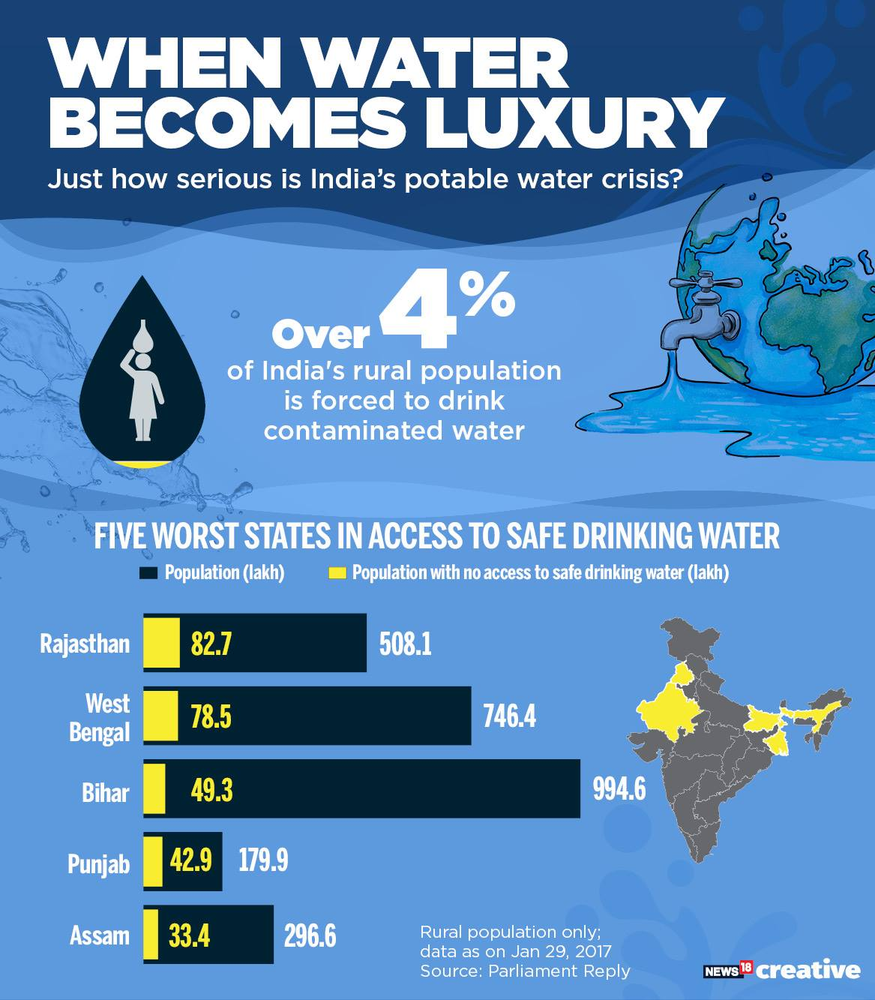 WHEN WATER
BECOMES LUXURY
Just how serious is India's potable water crisis?
Over 4%
of India's rural population
is forced to drink
contaminated water
FIVE WORST STATES IN ACCESS TO SAFE DRINKING WATER
Population (lakh) Population with no access to safe drinking water (lakh)
Rajasthan 82.7 508.1
West
Bengal 78.5 746.4
Bihar 49.3 994.6
Punjab 42.9 179.9
Assam 33.4 296.6
Rural population only;
data as on Jan 29, 2017
Source: Parliament Reply
NEWS18 creative